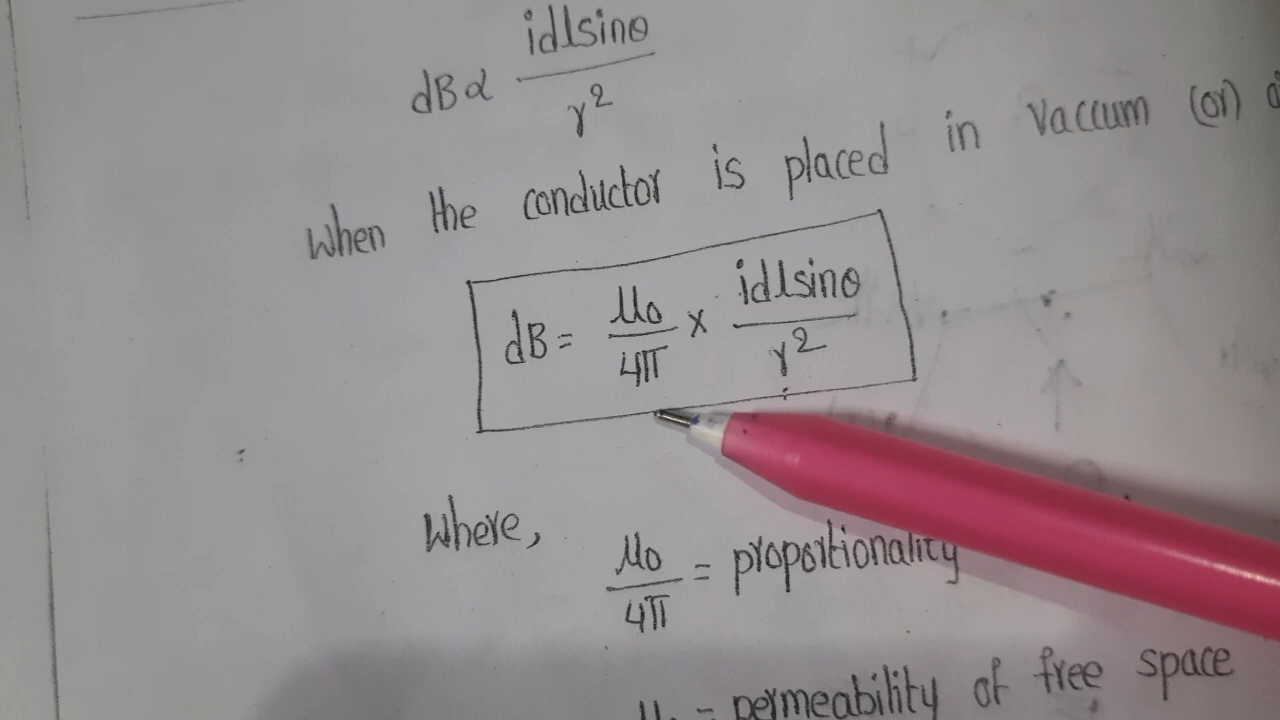 dB ∝ idlsinθ / r²
When the conductor is placed in vaccum (or)
dB = μ₀/4π × idlsinθ / r²
Where,
μ₀/4π = proportionality
μ₀ = permeability of free space